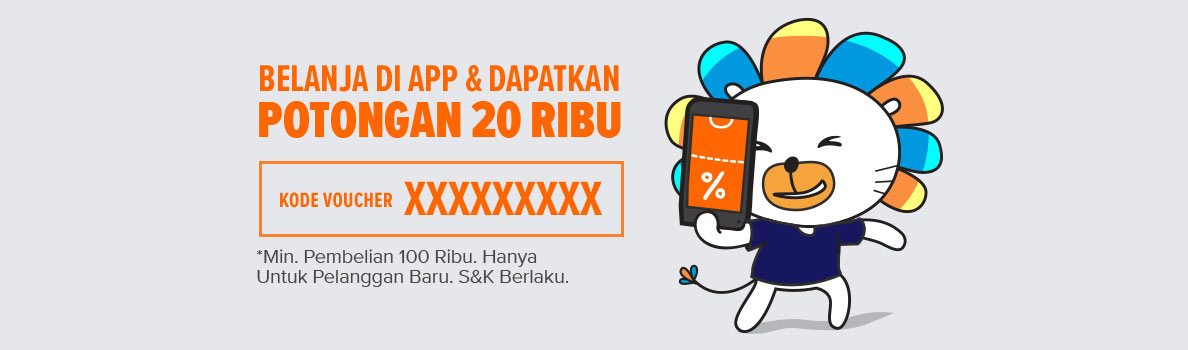 BELANJA DI APP & DAPATKAN
POTONGAN 20 RIBU
KODE VOUCHER XXXXXXXXX
*Min. Pembelian 100 Ribu. Hanya
Untuk Pelanggan Baru. S&K Berlaku.
%